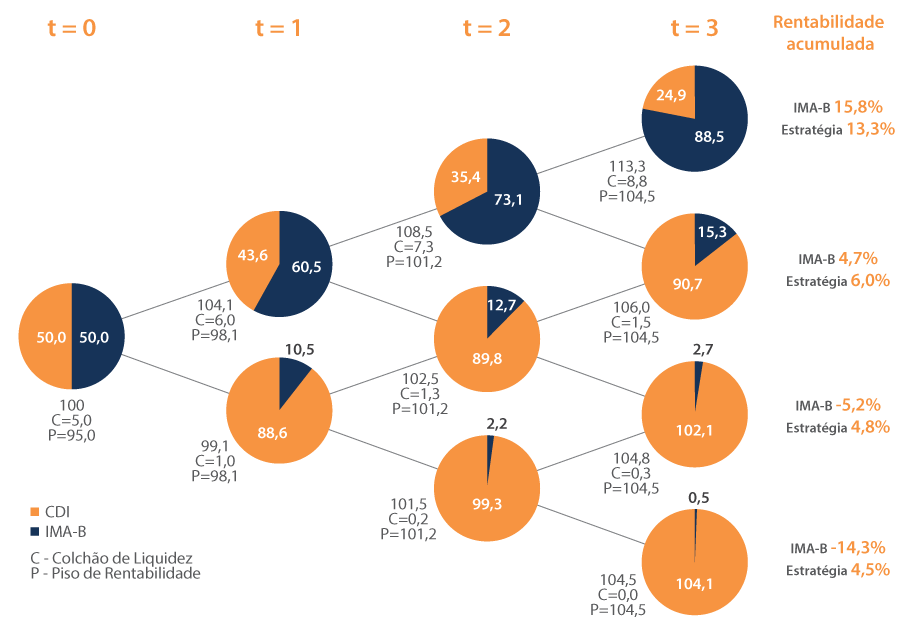 t = 0
t = 1
t = 2
t = 3
Rentabilidade
acumulada
50,0
50,0
100
C=5,0
P=95,0
43,6
60,5
104,1
C=6,0
P=98,1
10,5
88,6
99,1
C=1,0
P=98,1
35,4
73,1
108,5
C=7,3
P=101,2
12,7
89,8
102,5
C=1,3
P=101,2
2,2
99,3
101,5
C=0,2
P=101,2
24,9
88,5
113,3
C=8,8
P=104,5
IMA-B 15,8%
Estratégia 13,3%
15,3
90,7
106,0
C=1,5
P=104,5
IMA-B 4,7%
Estratégia 6,0%
2,7
102,1
104,8
C=0,3
P=104,5
IMA-B -5,2%
Estratégia 4,8%
0,5
104,1
104,5
C=0,0
P=104,5
IMA-B -14,3%
Estratégia 4,5%
CDI
IMA-B
C - Colchão de Liquidez
P - Piso de Rentabilidade